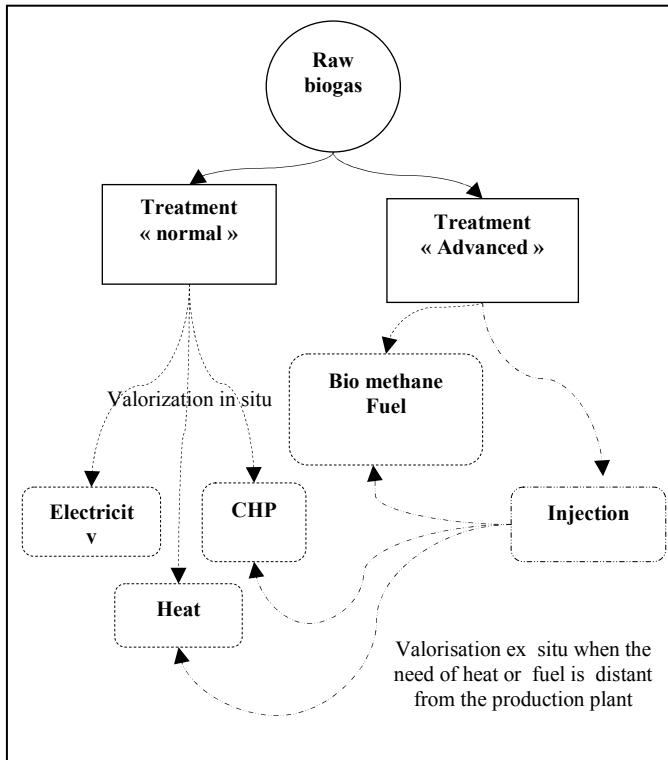 Raw
biogas
Treatment
« normal »
Treatment
« Advanced »
Bio methane
Fuel
Valorization in situ
Electricit
v
CHP
Injection
Heat
Valorisation ex situ when the
need of heat or fuel is distant
from the production plant